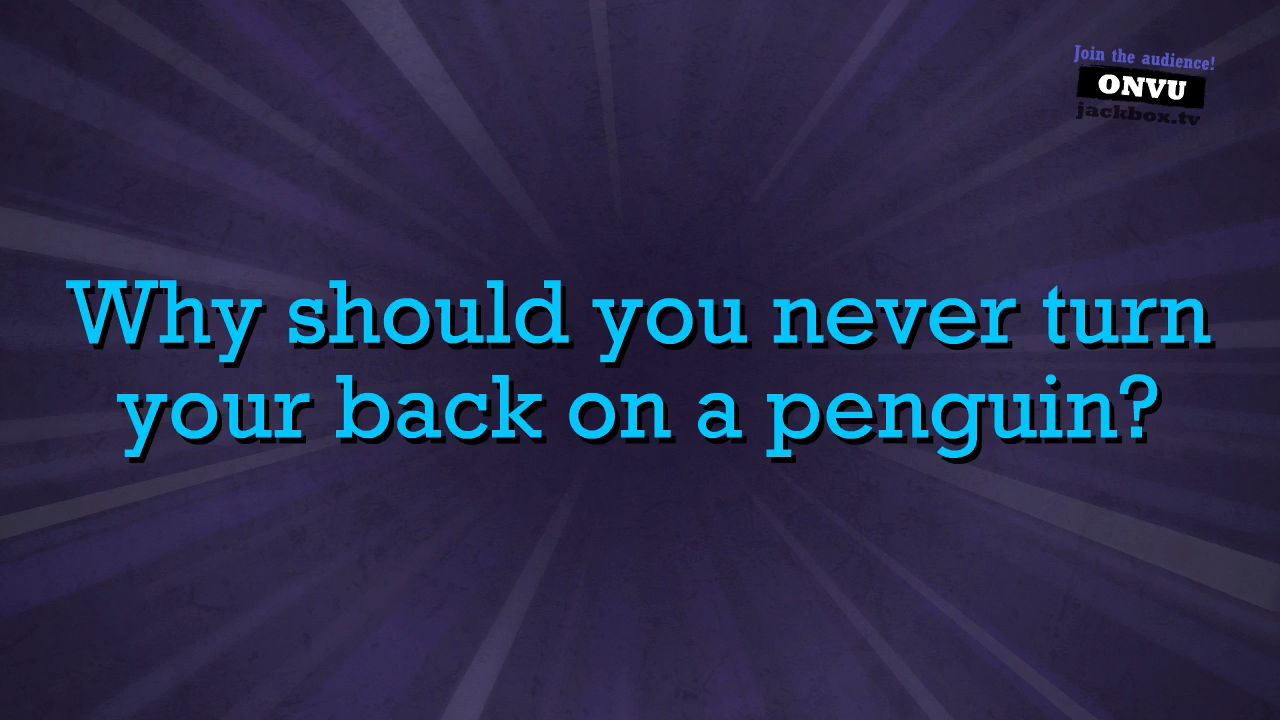 Join the audience!
ONVU
jackbox.tv
Why should you never turn
your back on a penguin?